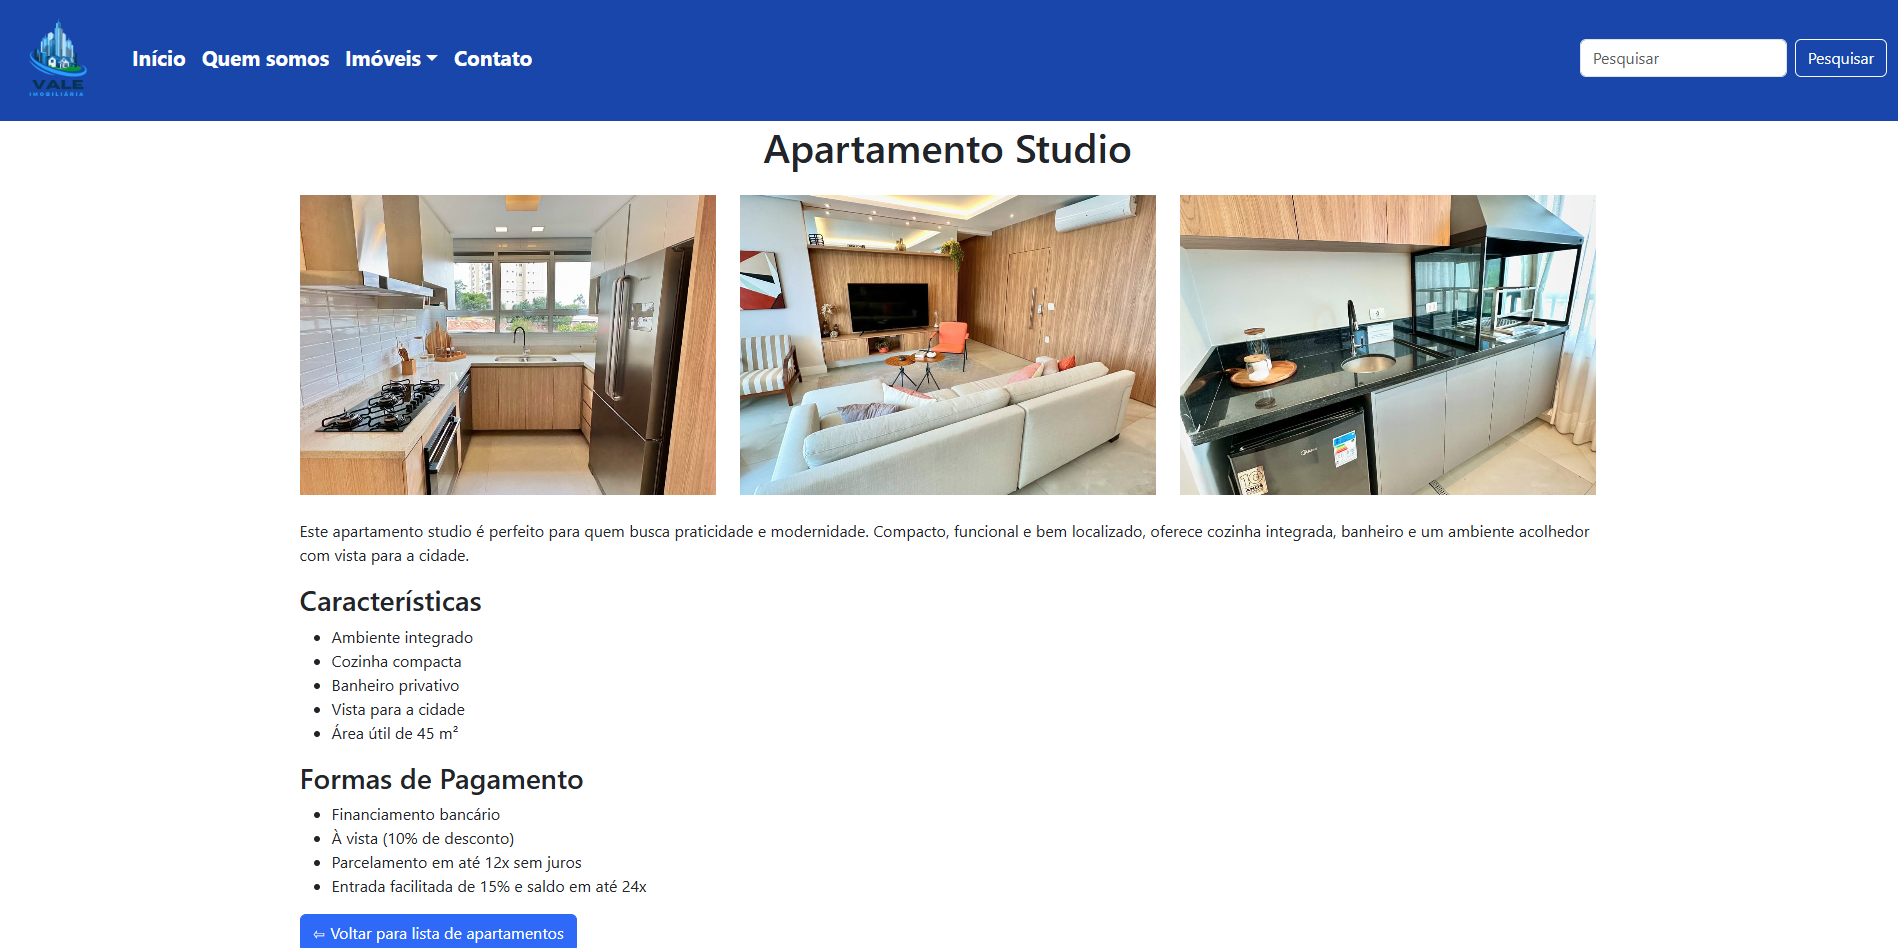 VALE
IMOBILIÁRIA
Início Quem somos Imóveis Contato
Pesquisar Pesquisar
Apartamento Studio
Este apartamento studio é perfeito para quem busca praticidade e modernidade. Compacto, funcional e bem localizado, oferece cozinha integrada, banheiro e um ambiente acolhedor
com vista para a cidade.
Características
• Ambiente integrado
• Cozinha compacta
• Banheiro privativo
• Vista para a cidade
• Área útil de 45 m²
Formas de Pagamento
• Financiamento bancário
• À vista (10% de desconto)
• Parcelamento em até 12x sem juros
• Entrada facilitada de 15% e saldo em até 24x
⇦ Voltar para lista de apartamentos